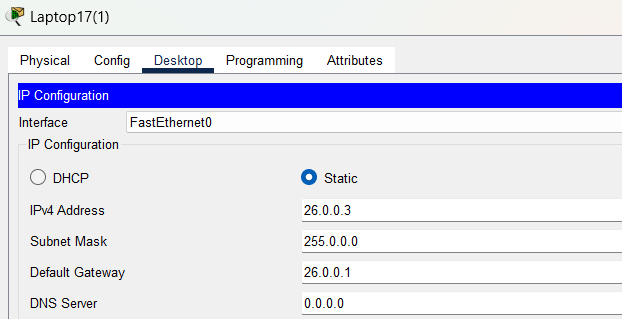 Laptop17(1)
Physical Config Desktop Programming Attributes
IP Configuration
Interface FastEthernet0
IP Configuration
DHCP Static
IPv4 Address 26.0.0.3
Subnet Mask 255.0.0.0
Default Gateway 26.0.0.1
DNS Server 0.0.0.0